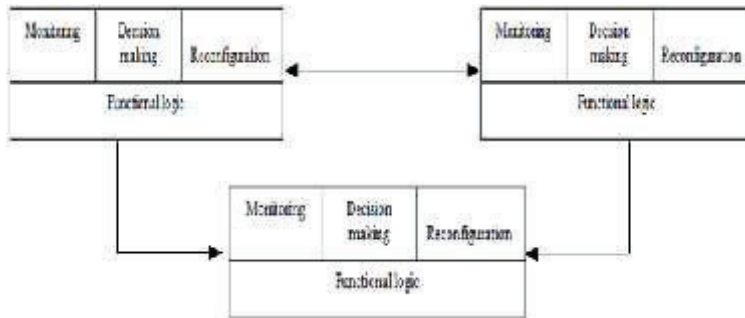 Monitoring
Decision
making
Reconfiguration
Functional logic
Monitoring
Decision
making
Reconfiguration
Functional logic
Monitoring
Decision
making
Reconfiguration
Functional logic